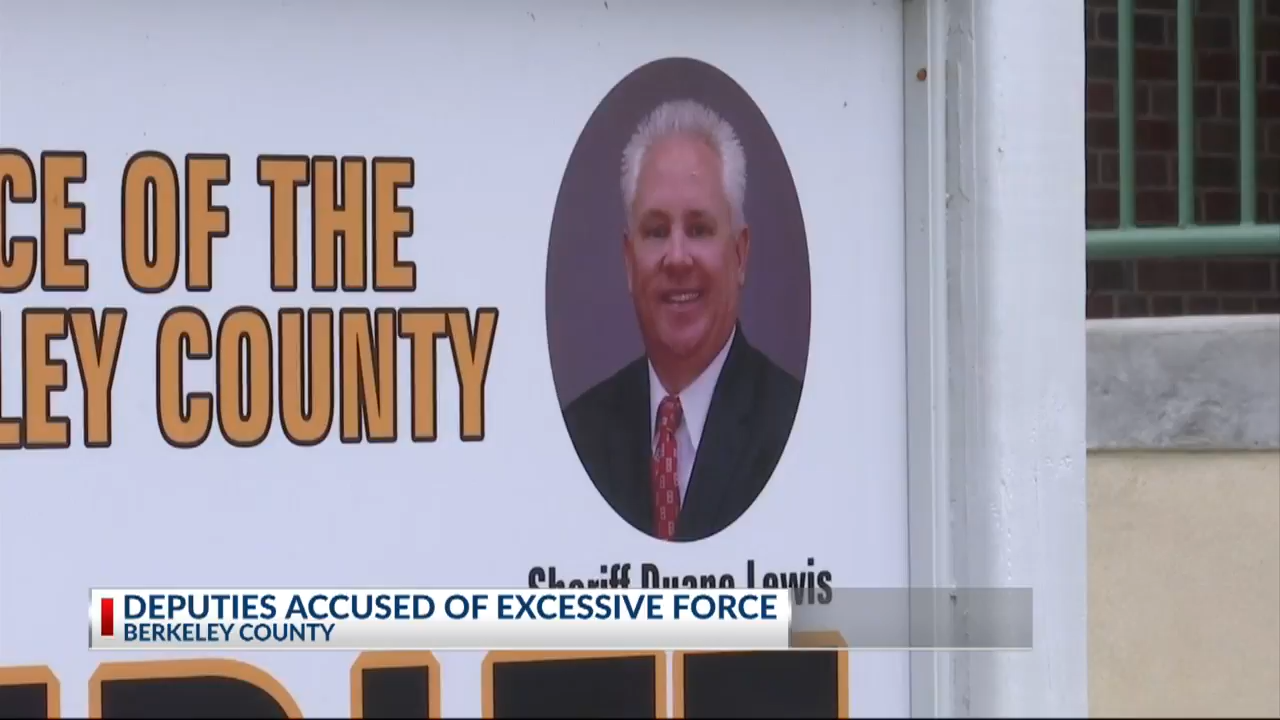 CE OF THE
LEY COUNTY
Sheriff Duane Lewis
DEPUTIES ACCUSED OF EXCESSIVE FORCE
BERKELEY COUNTY